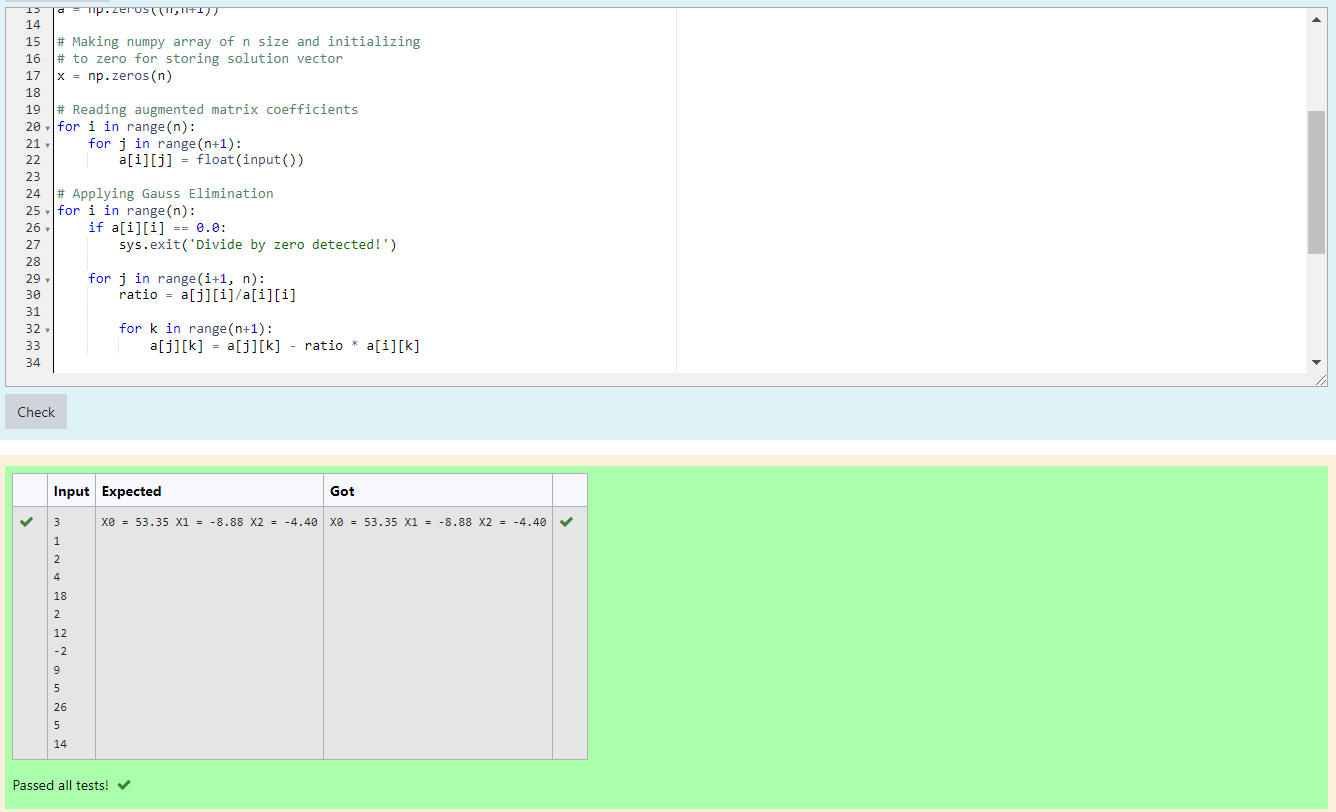 13 a = np.zeros((n,n+1))
14
15 # Making numpy array of n size and initializing
16 # to zero for storing solution vector
17 x = np.zeros(n)
18
19 # Reading augmented matrix coefficients
20 for i in range(n):
21     for j in range(n+1):
22         a[i][j] = float(input())
23
24 # Applying Gauss Elimination
25 for i in range(n):
26     if a[i][i] == 0.0:
27         sys.exit('Divide by zero detected!')
28
29     for j in range(i+1, n):
30         ratio = a[j][i]/a[i][i]
31
32         for k in range(n+1):
33             a[j][k] = a[j][k] - ratio * a[i][k]
34
Check
Input Expected Got
3 X0 = 53.35 X1 = -8.88 X2 = -4.40 X0 = 53.35 X1 = -8.88 X2 = -4.40
1
2
4
18
2
12
-2
9
5
26
5
14
Passed all tests!